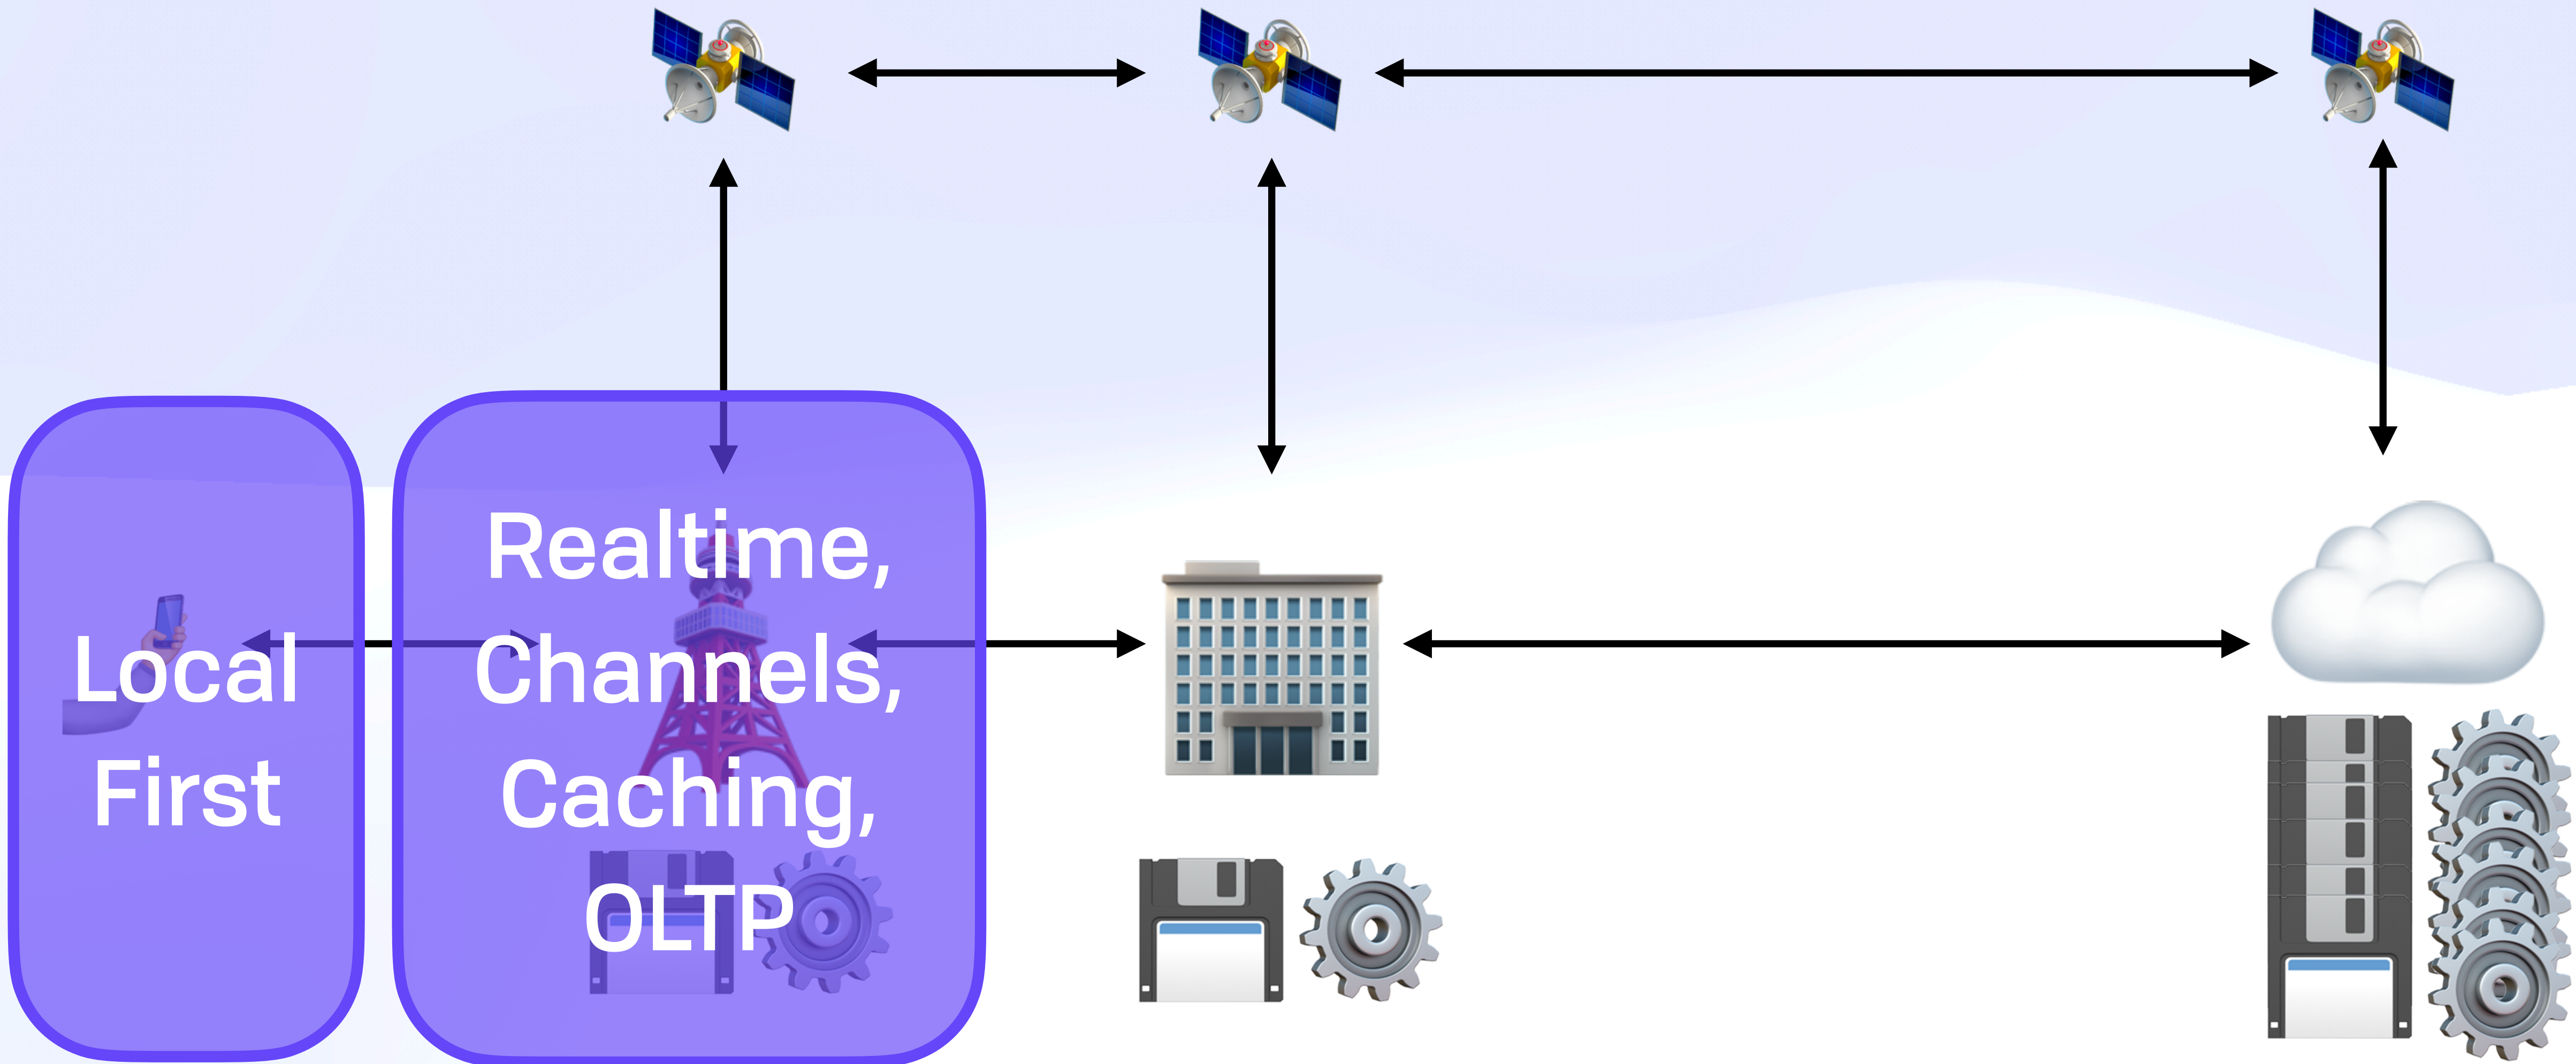 Local
First
Realtime,
Channels,
Caching,
OLTP